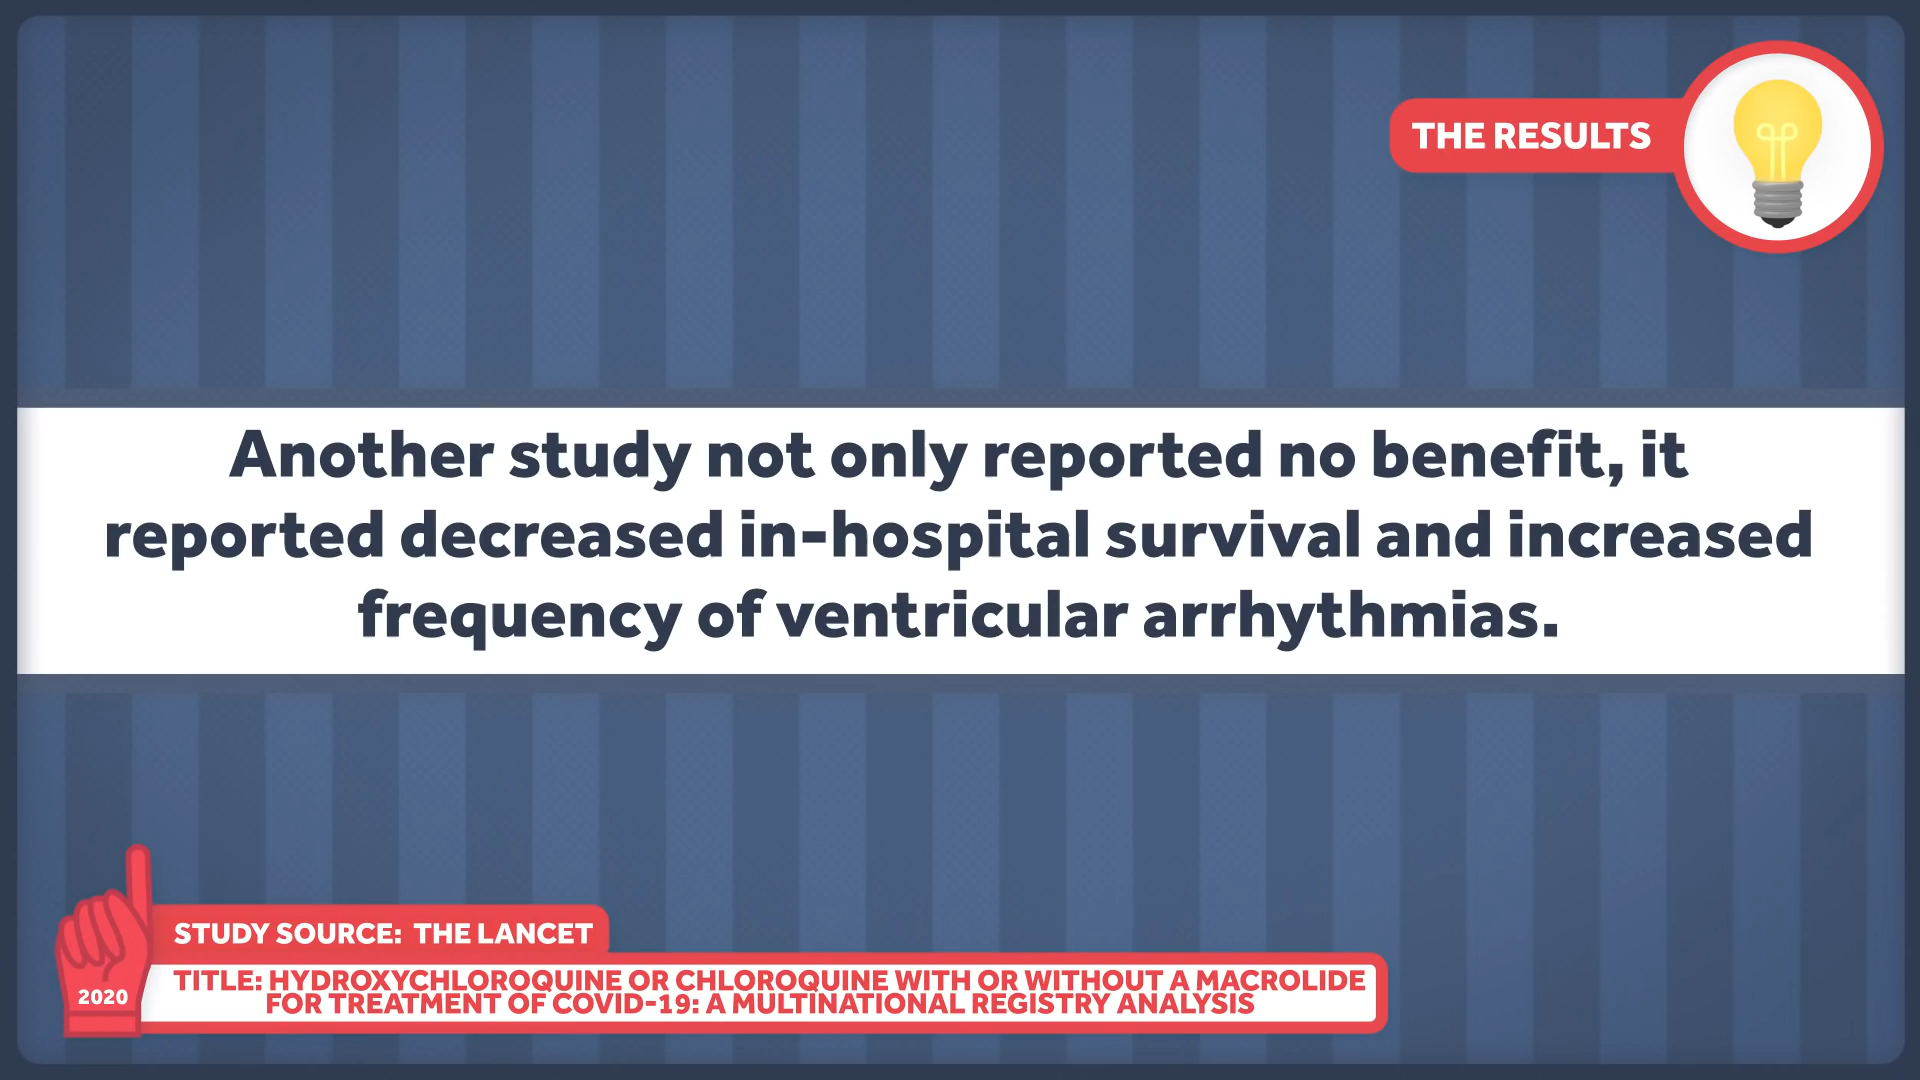 THE RESULTS
Another study not only reported no benefit, it
reported decreased in-hospital survival and increased
frequency of ventricular arrhythmias.
STUDY SOURCE: THE LANCET
TITLE: HYDROXYCHLOROQUINE OR CHLOROQUINE WITH OR WITHOUT A MACROLIDE
FOR TREATMENT OF COVID-19: A MULTINATIONAL REGISTRY ANALYSIS
2020